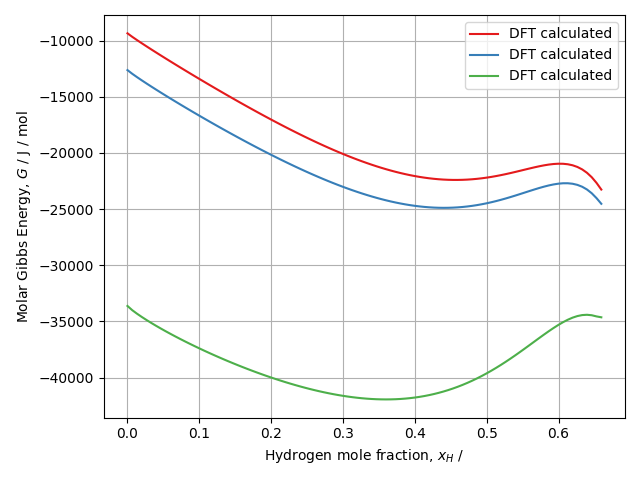 DFT calculated
DFT calculated
DFT calculated
Molar Gibbs Energy, G / J / mol
−10000
−15000
−20000
−25000
−30000
−35000
−40000
0.0 0.1 0.2 0.3 0.4 0.5 0.6
Hydrogen mole fraction, x_H /